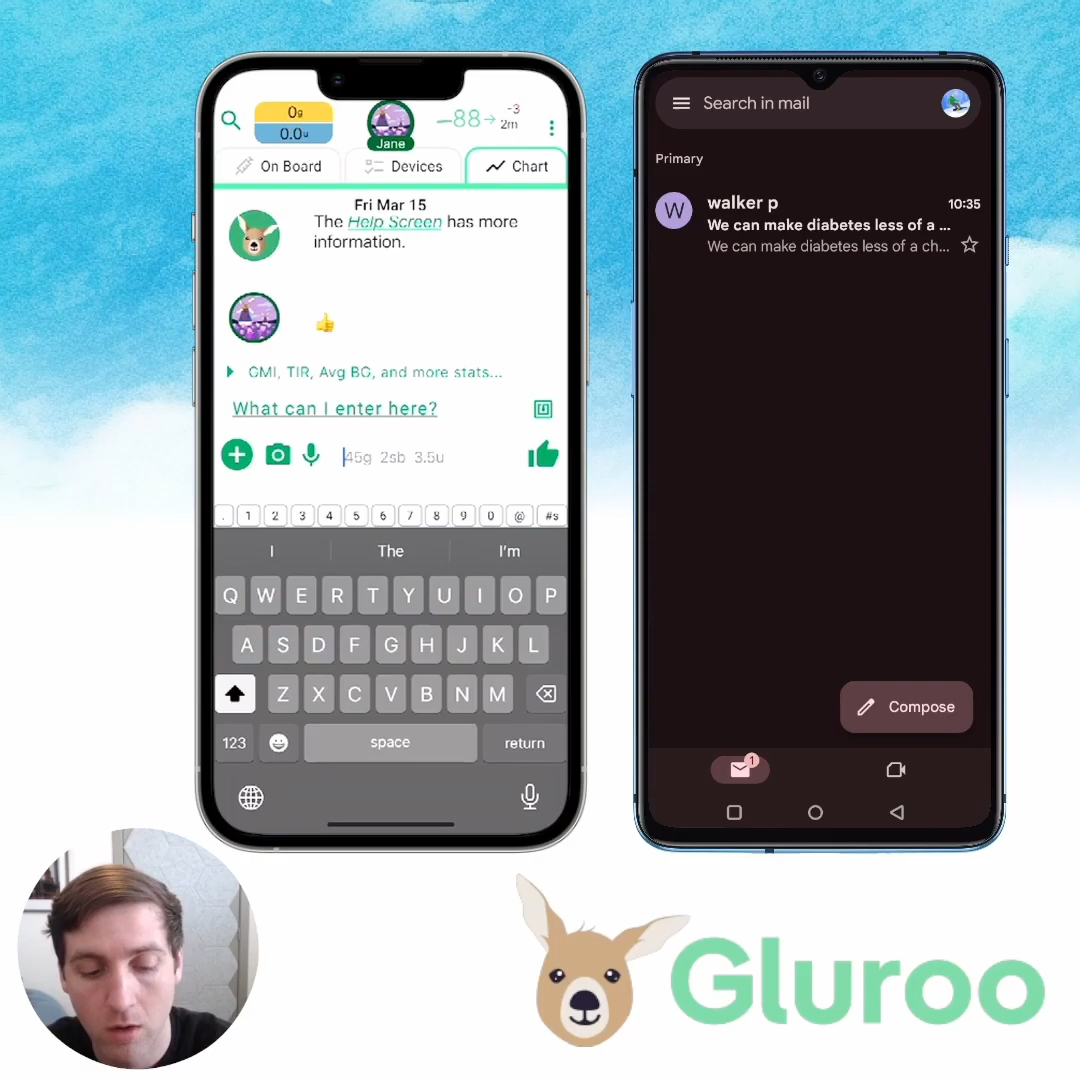 0g
0.0u
Jane
88
-3
2m
On Board
Devices
Chart
Fri Mar 15
The Help Screen has more
information.
GMI, TIR, Avg BG, and more stats...
What can I enter here?
45g 2sb 3.5u
. 1 2 3 4 5 6 7 8 9 0 @ #s
I The I'm
Q W E R T Y U I O P
A S D F G H J K L
Z X C V B N M
123 space return
Search in mail
Primary
W
walker p
10:35
We can make diabetes less of a ...
We can make diabetes less of a ch...
Compose
1
Gluroo